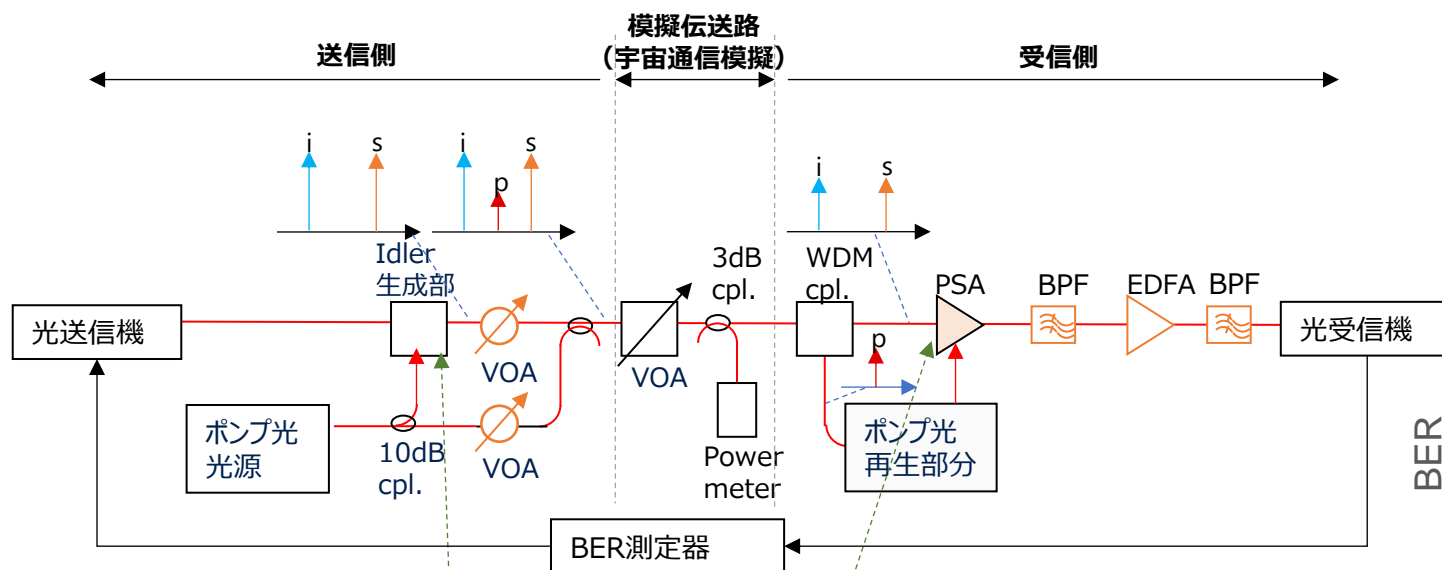 送信側
模擬伝送路
(宇宙通信模擬)
受信側
i
s
i
p
s
i
s
Idler
生成部
3dB
cpl.
WDM
cpl.
PSA
BPF
EDFA
BPF
光送信機
VOA
VOA
p
光受信機
ポンプ光
光源
10dB
cpl.
VOA
Power
meter
ポンプ光
再生部分
BER
BER測定器